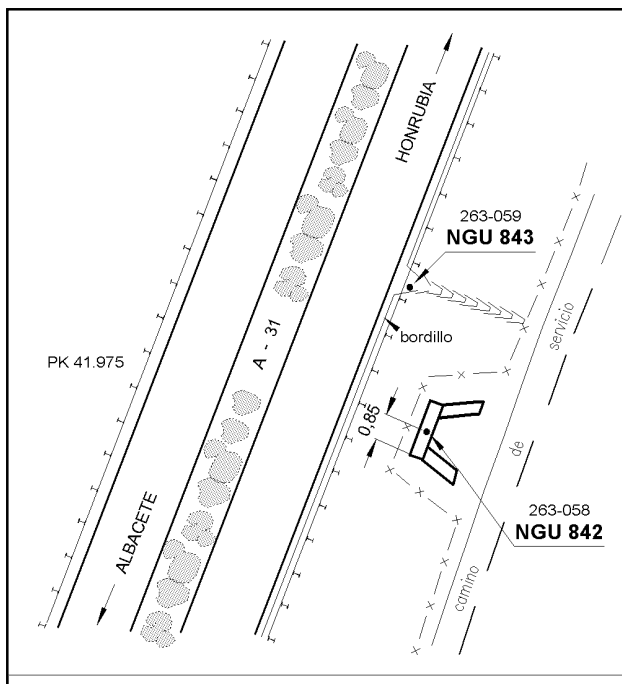 HONRUBIA
263-059
NGU 843
bordillo
servicio
A - 31
PK 41.975
0,85
de
263-058
NGU 842
ALBACETE
camino